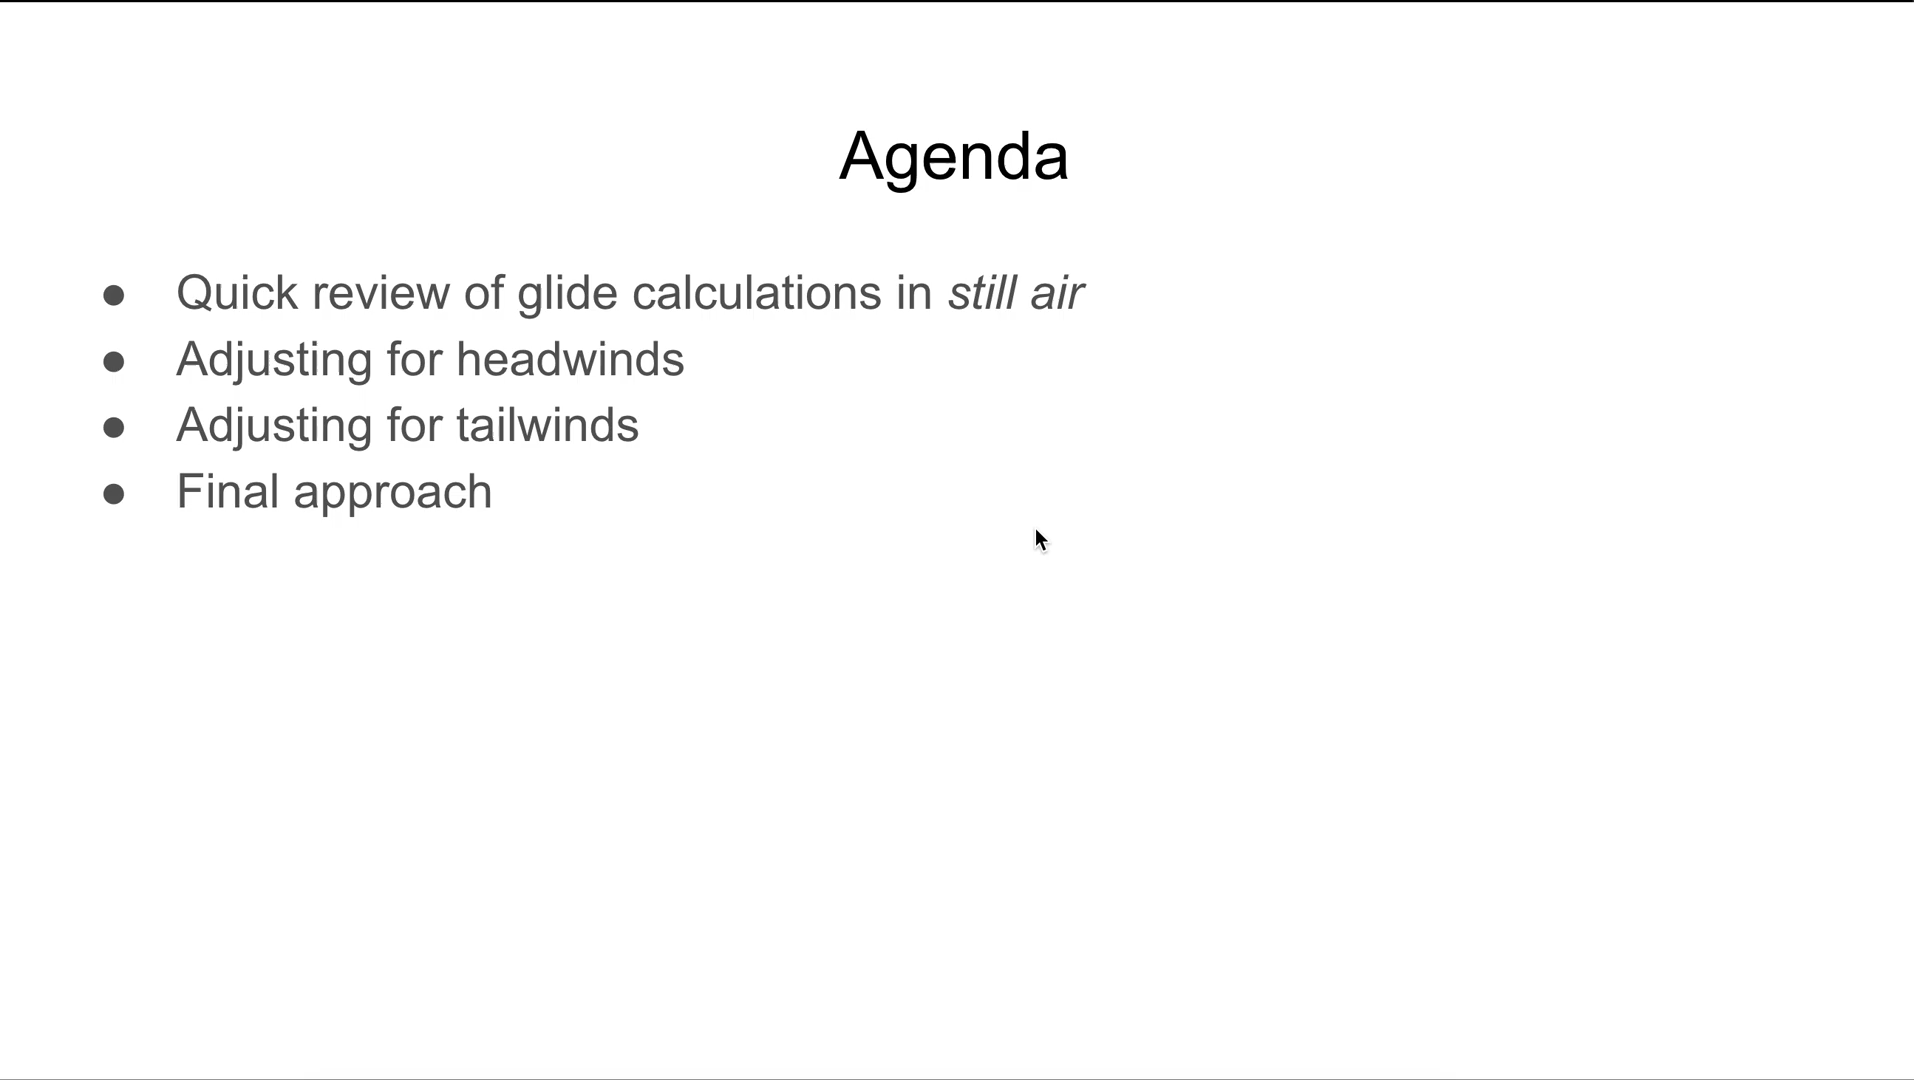 Agenda
● Quick review of glide calculations in still air
● Adjusting for headwinds
● Adjusting for tailwinds
● Final approach